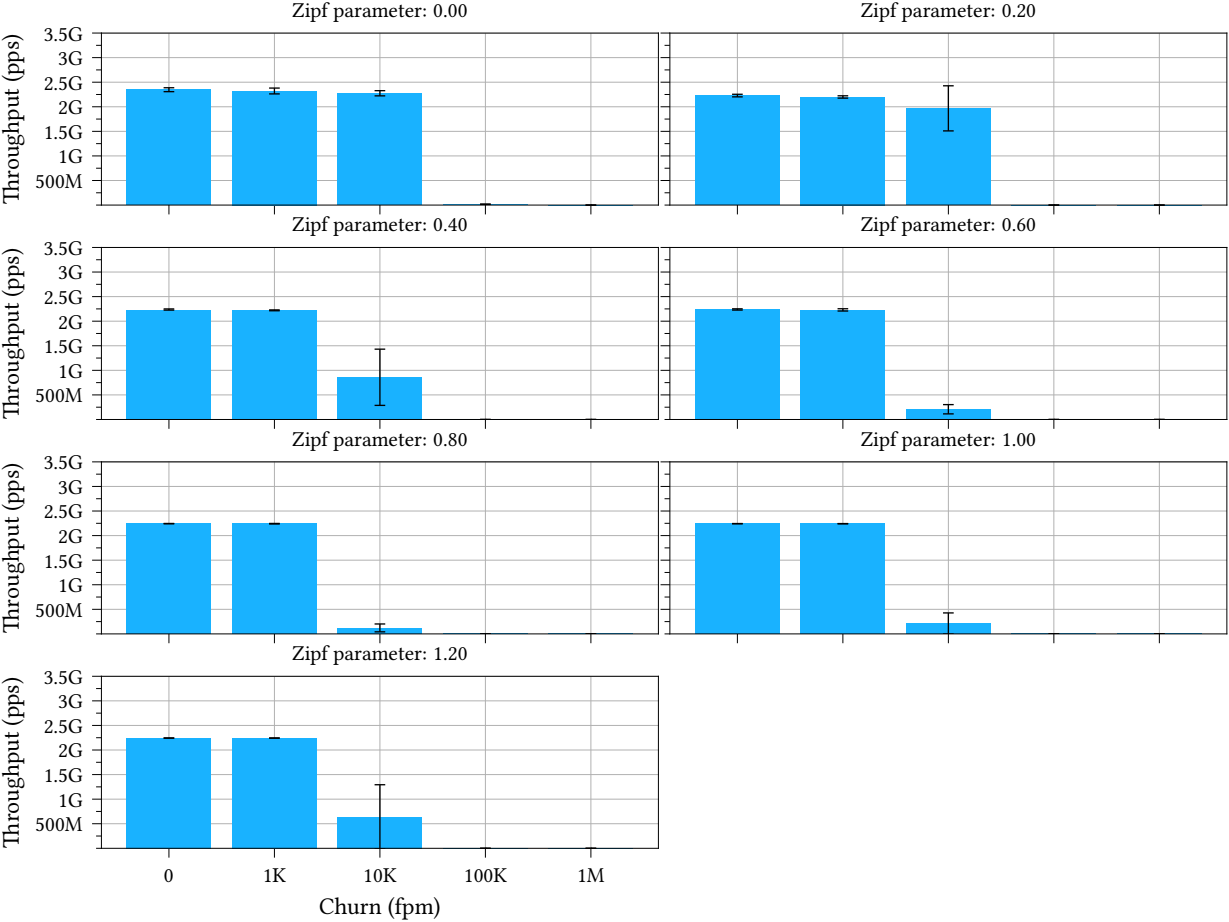 Zipf parameter: 0.00
Zipf parameter: 0.20
Throughput (pps)
3.5G
3G
2.5G
2G
1.5G
1G
500M
Zipf parameter: 0.40
Zipf parameter: 0.60
Throughput (pps)
3.5G
3G
2.5G
2G
1.5G
1G
500M
Zipf parameter: 0.80
Zipf parameter: 1.00
Throughput (pps)
3.5G
3G
2.5G
2G
1.5G
1G
500M
Zipf parameter: 1.20
Throughput (pps)
3.5G
3G
2.5G
2G
1.5G
1G
500M
0 1K 10K 100K 1M
Churn (fpm)